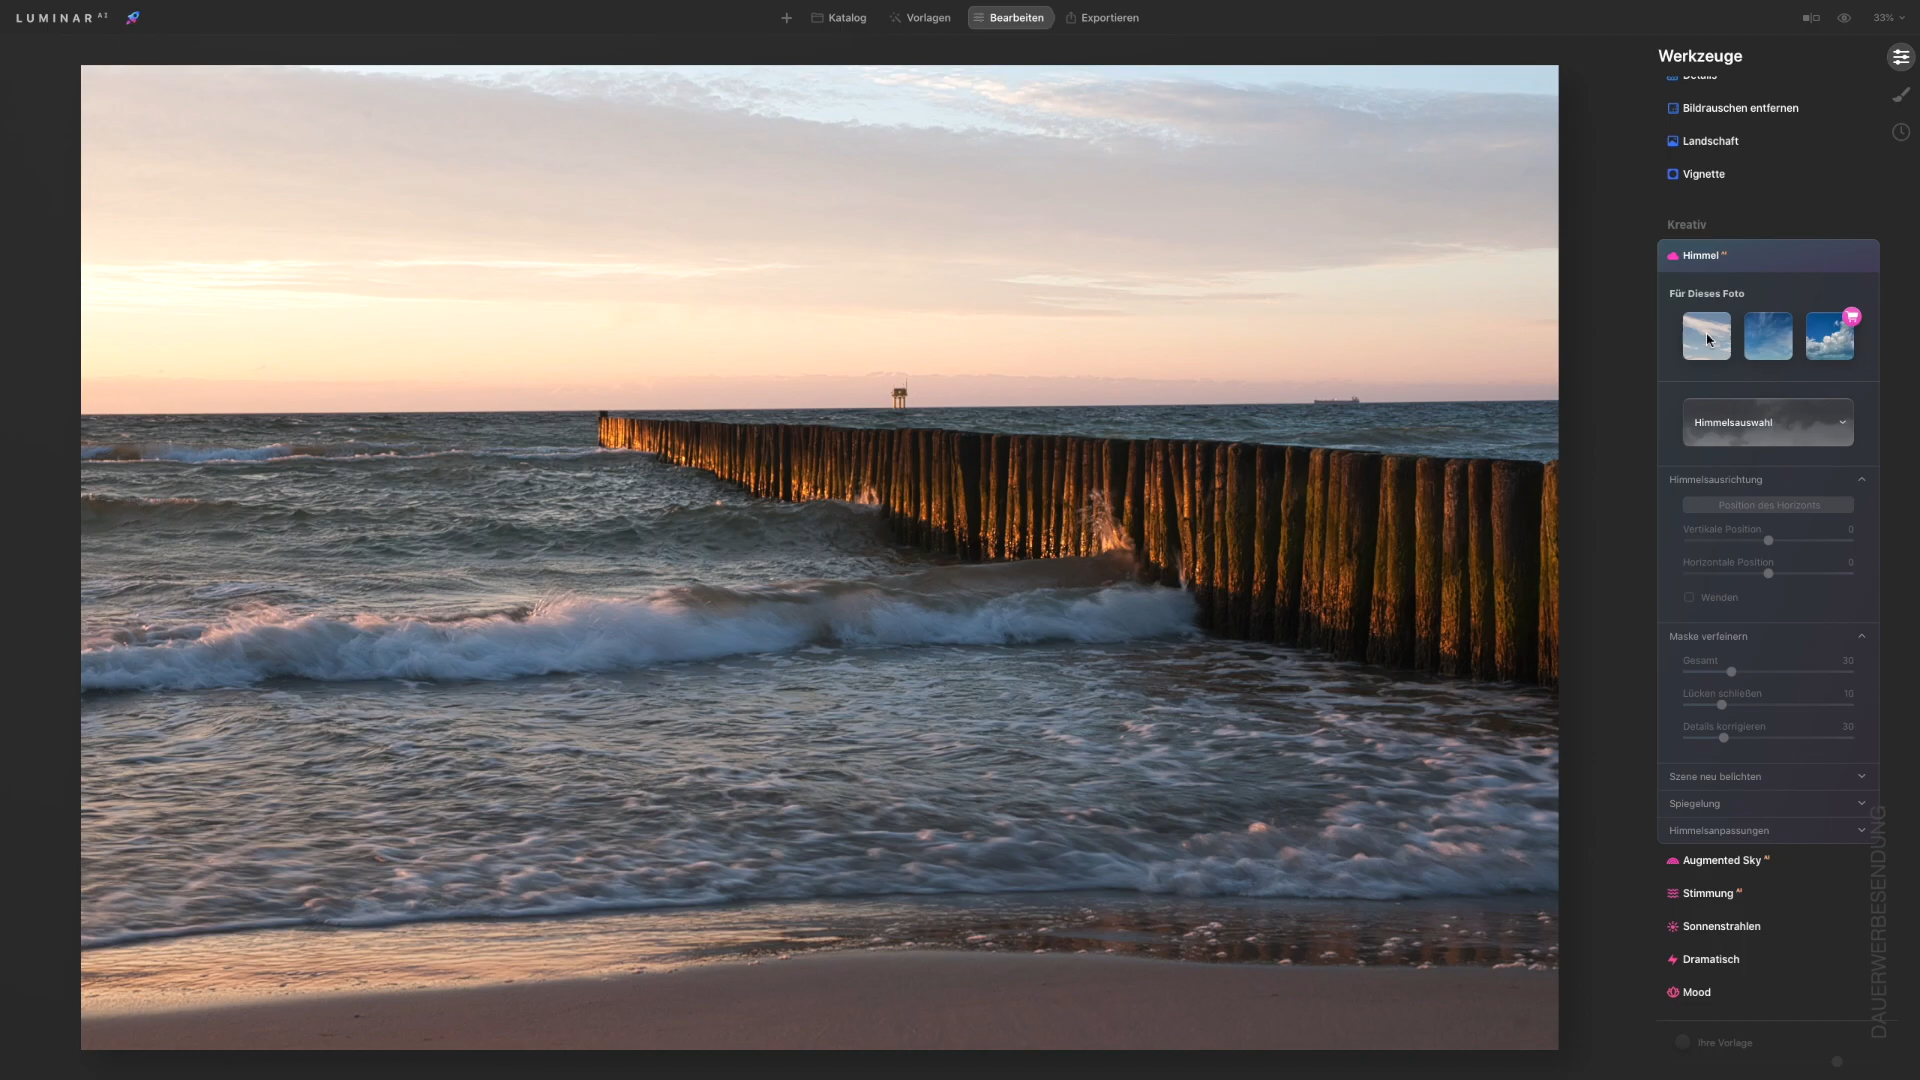 LUMINAR AI
Katalog
Vorlagen
Bearbeiten
Exportieren
33%
Werkzeuge
Details
Bildrauschen entfernen
Landschaft
Vignette
Kreativ
Himmel AI
Für Dieses Foto
Himmelsauswahl
Himmelsausrichtung
Position des Horizonts
Vertikale Position 0
Horizontale Position 0
Wenden
Maske verfeinern
Gesamt 30
Lücken schließen 10
Details korrigieren 30
Szene neu belichten
Spiegelung
Himmelsanpassungen
Augmented Sky AI
Stimmung AI
Sonnenstrahlen
Dramatisch
Mood
Ihre Vorlage
DAUERWERBESENDUNG